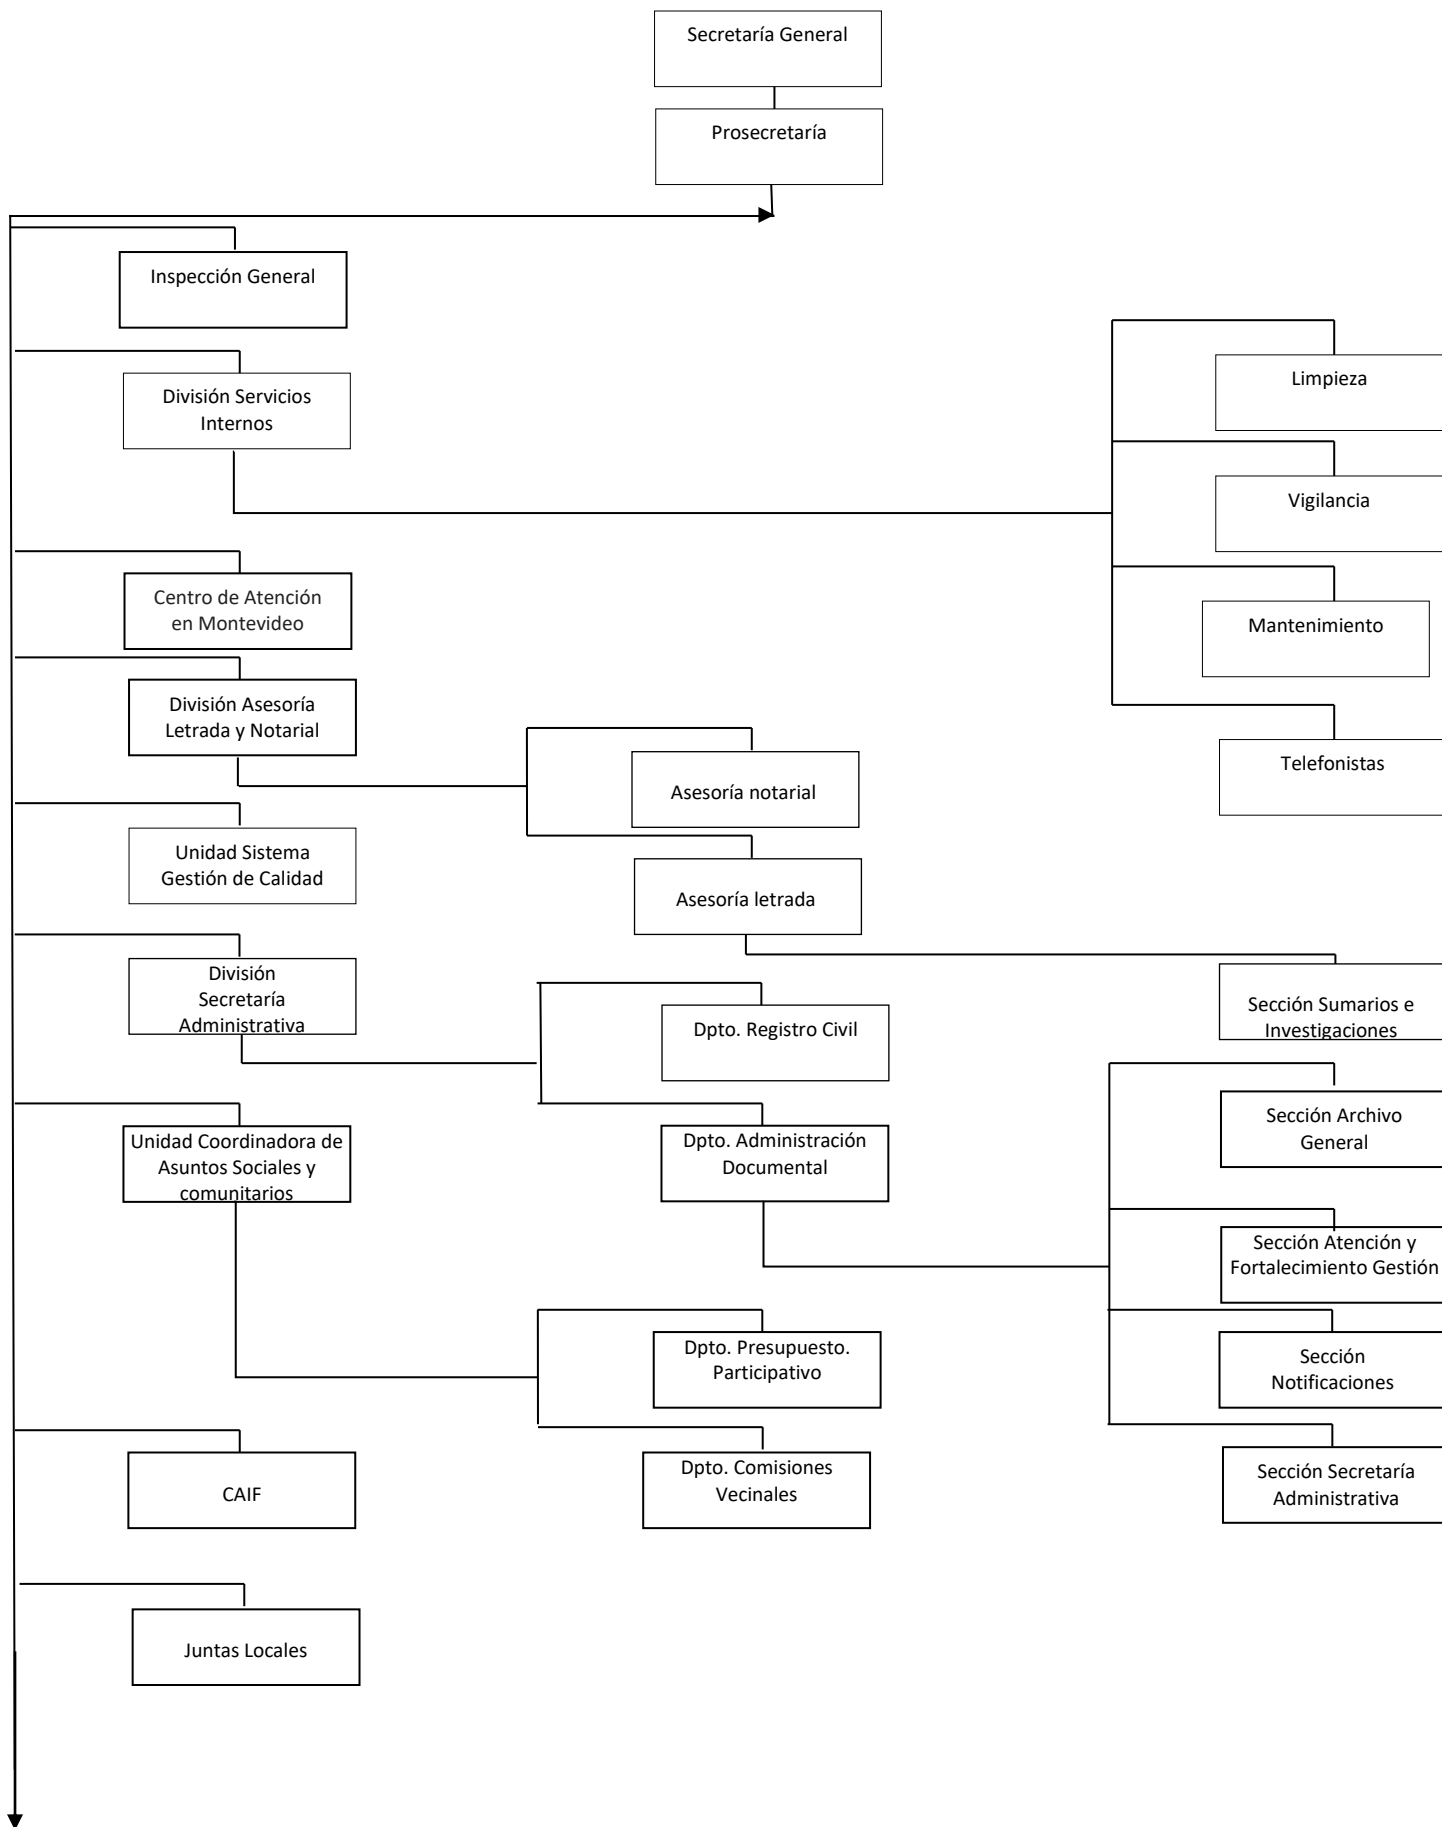 Secretaría General
Prosecretaría
Inspección General
División Servicios
Internos
Limpieza
Vigilancia
Mantenimiento
Telefonistas
Centro de Atención
en Montevideo
División Asesoría
Letrada y Notarial
Asesoría notarial
Asesoría letrada
Sección Sumarios e
Investigaciones
Unidad Sistema
Gestión de Calidad
División
Secretaría
Administrativa
Dpto. Registro Civil
Dpto. Administración
Documental
Sección Archivo
General
Sección Atención y
Fortalecimiento Gestión
Sección
Notificaciones
Sección Secretaría
Administrativa
Unidad Coordinadora de
Asuntos Sociales y
comunitarios
Dpto. Presupuesto.
Participativo
Dpto. Comisiones
Vecinales
CAIF
Juntas Locales